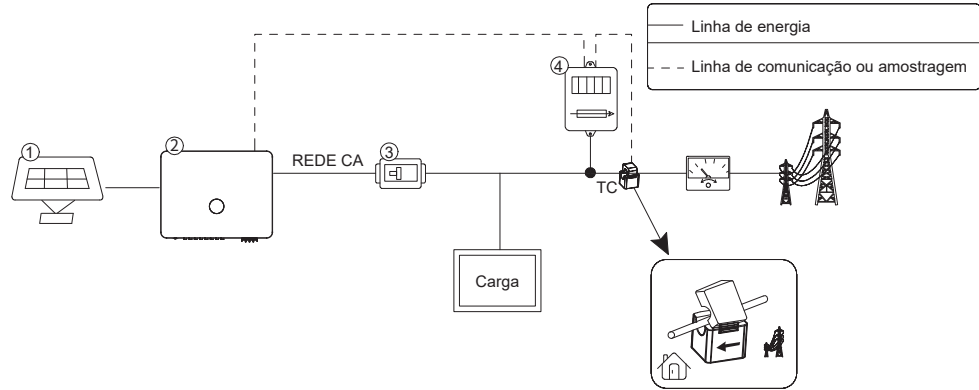 Linha de energia
Linha de comunicação ou amostragem
④
①
②
REDE CA
③
TC
Carga